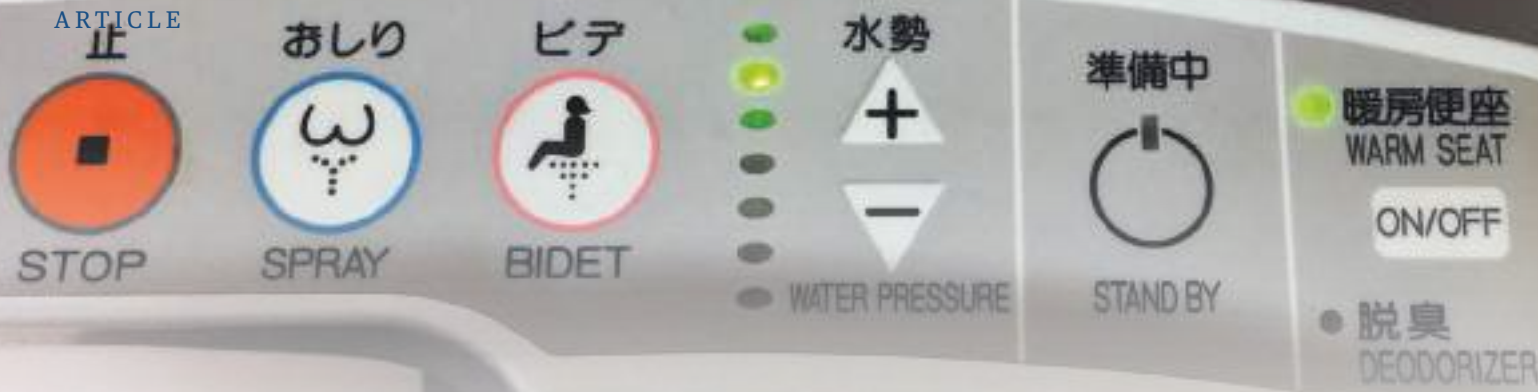 ARTICLE
止
STOP
おしり
SPRAY
ビデ
BIDET
水勢
+
−
WATER PRESSURE
準備中
STAND BY
暖房便座
WARM SEAT
ON/OFF
脱臭
DEODORIZER